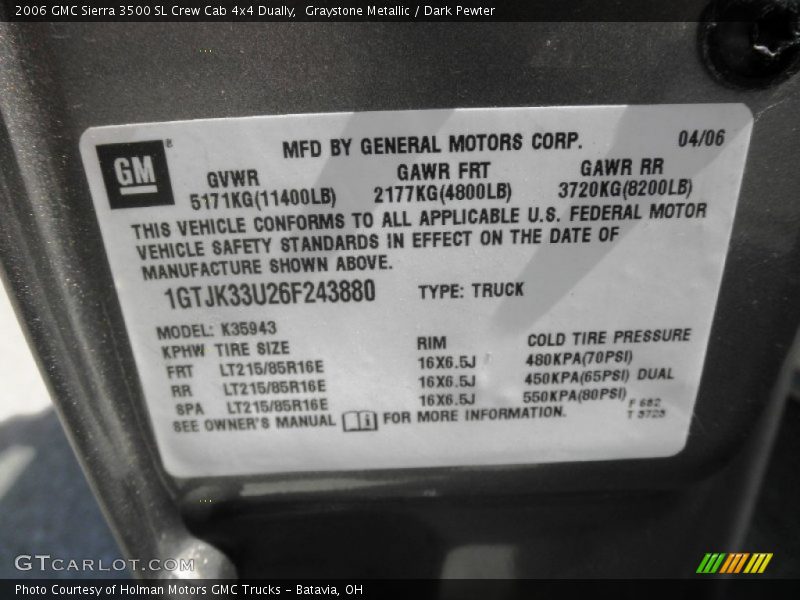 2006 GMC Sierra 3500 SL Crew Cab 4x4 Dually,  Graystone Metallic / Dark Pewter
GM ®
MFD BY GENERAL MOTORS CORP. 04/06
GVWR GAWR FRT GAWR RR
5171KG(11400LB) 2177KG(4800LB) 3720KG(8200LB)
THIS VEHICLE CONFORMS TO ALL APPLICABLE U.S. FEDERAL MOTOR
VEHICLE SAFETY STANDARDS IN EFFECT ON THE DATE OF
MANUFACTURE SHOWN ABOVE.
1GTJK33U26F243880 TYPE: TRUCK
MODEL: K35943
KPHW TIRE SIZE RIM COLD TIRE PRESSURE
FRT LT215/85R16E 16X6.5J 480KPA(70PSI)
RR LT215/85R16E 16X6.5J 450KPA(65PSI) DUAL
SPA LT215/85R16E 16X6.5J 550KPA(80PSI)
SEE OWNER'S MANUAL FOR MORE INFORMATION.
F 682
T 3723
GTCARLOT.COM
Photo Courtesy of Holman Motors GMC Trucks - Batavia, OH